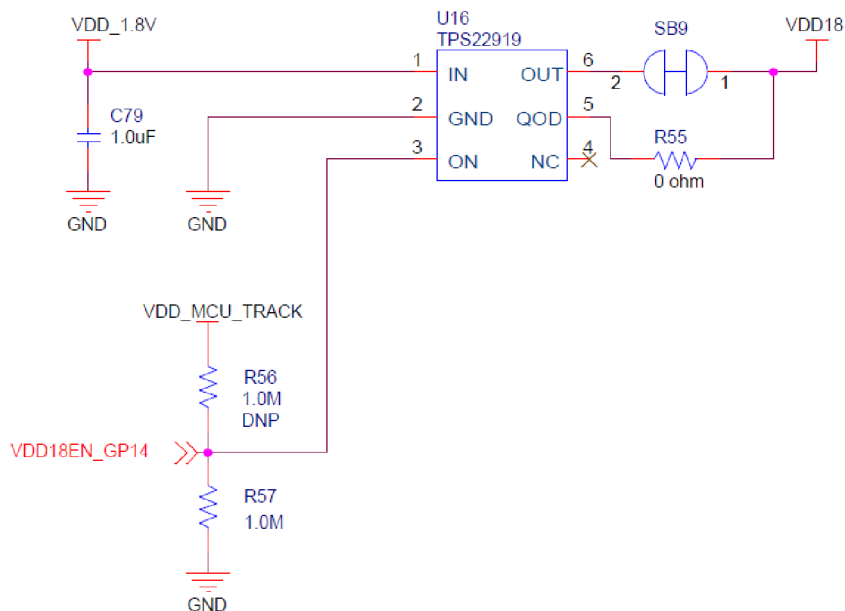 VDD_1.8V
U16
TPS22919
SB9
VDD18
1
IN
OUT
6
2
1
C79
1.0uF
2
GND
QOD
5
R55
0 ohm
3
ON
NC
4
GND
GND
VDD_MCU_TRACK
R56
1.0M
DNP
VDD18EN_GP14
R57
1.0M
GND